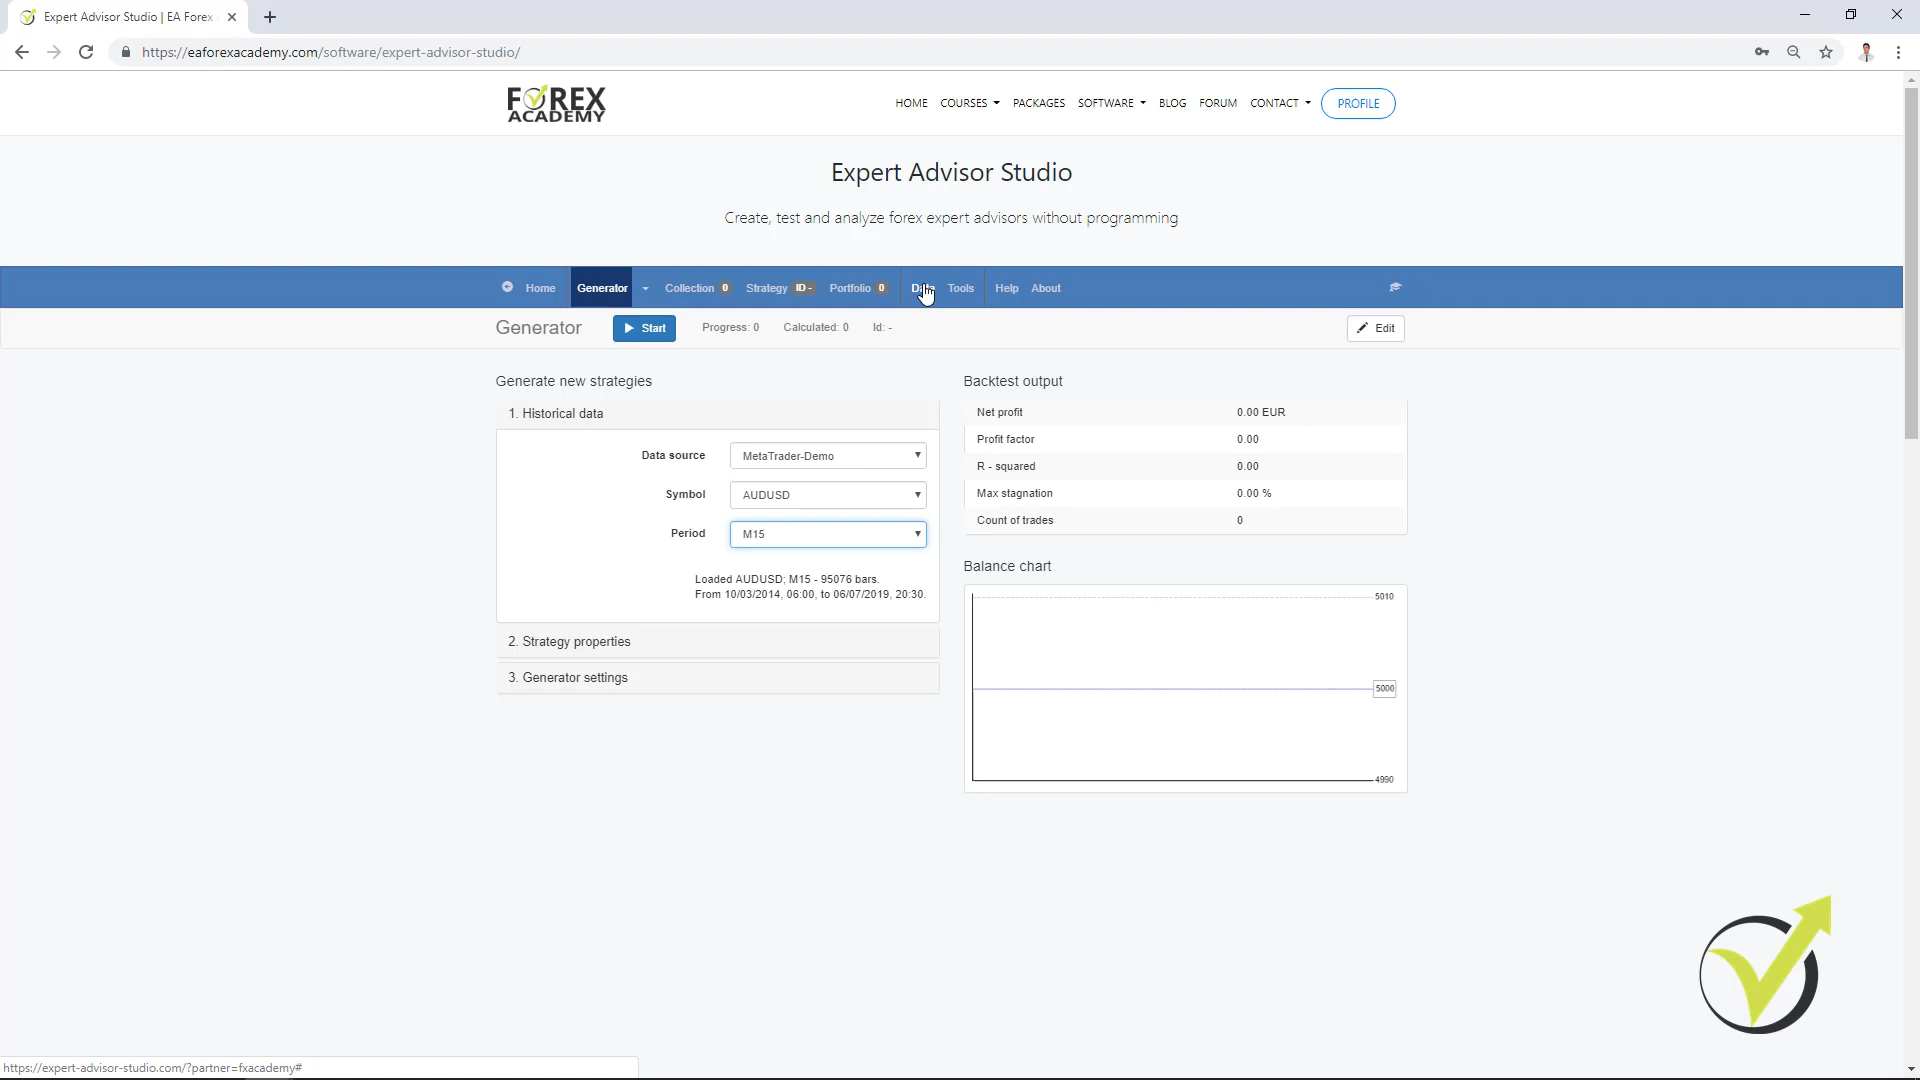 Expert Advisor Studio | EA Forex
https://eaforexacademy.com/software/expert-advisor-studio/
FOREX
ACADEMY
HOME COURSES PACKAGES SOFTWARE BLOG FORUM CONTACT PROFILE
Expert Advisor Studio
Create, test and analyze forex expert advisors without programming
Home Generator Collection 0 Strategy ID - Portfolio 0 Tools Help About
Generator Start Progress: 0 Calculated: 0 Id: - Edit
Generate new strategies
1. Historical data
Data source MetaTrader-Demo
Symbol AUDUSD
Period M15
Loaded AUDUSD; M15 - 95076 bars.
From 10/03/2014, 06:00, to 06/07/2019, 20:30.
2. Strategy properties
3. Generator settings
Backtest output
Net profit 0.00 EUR
Profit factor 0.00
R - squared 0.00
Max stagnation 0.00 %
Count of trades 0
Balance chart
5010
5000
4990
https://expert-advisor-studio.com/?partner=fxacademy#